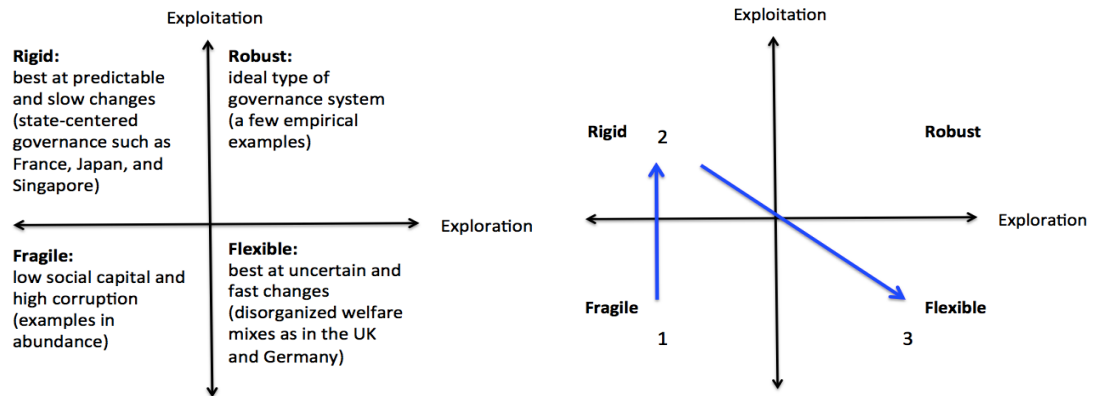 Exploitation
Rigid:
best at predictable
and slow changes
(state-centered
governance such as
France, Japan, and
Singapore)
Robust:
ideal type of
governance system
(a few empirical
examples)
Exploration
Fragile:
low social capital and
high corruption
(examples in
abundance)
Flexible:
best at uncertain and
fast changes
(disorganized welfare
mixes as in the UK
and Germany)
Exploitation
Rigid
2
Robust
Exploration
Fragile
1
Flexible
3